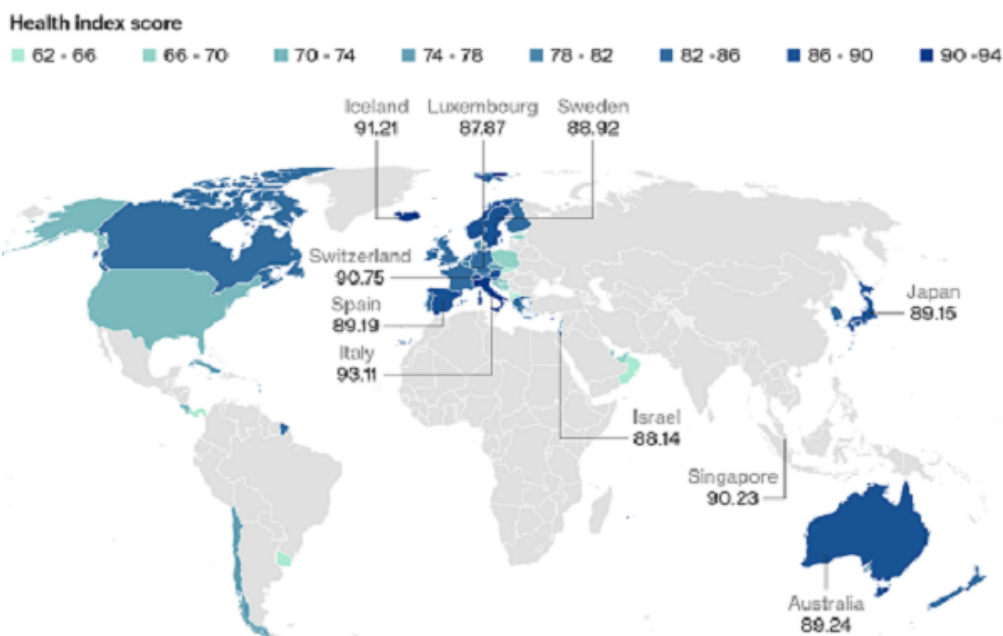 Health index score
62 - 66 66 - 70 70 - 74 74 - 78 78 - 82 82 -86 86 - 90 90 -94
Iceland
91.21
Luxembourg
87.87
Sweden
88.92
Switzerland
90.75
Spain
89.19
Italy
93.11
Japan
89.15
Israel
88.14
Singapore
90.23
Australia
89.24